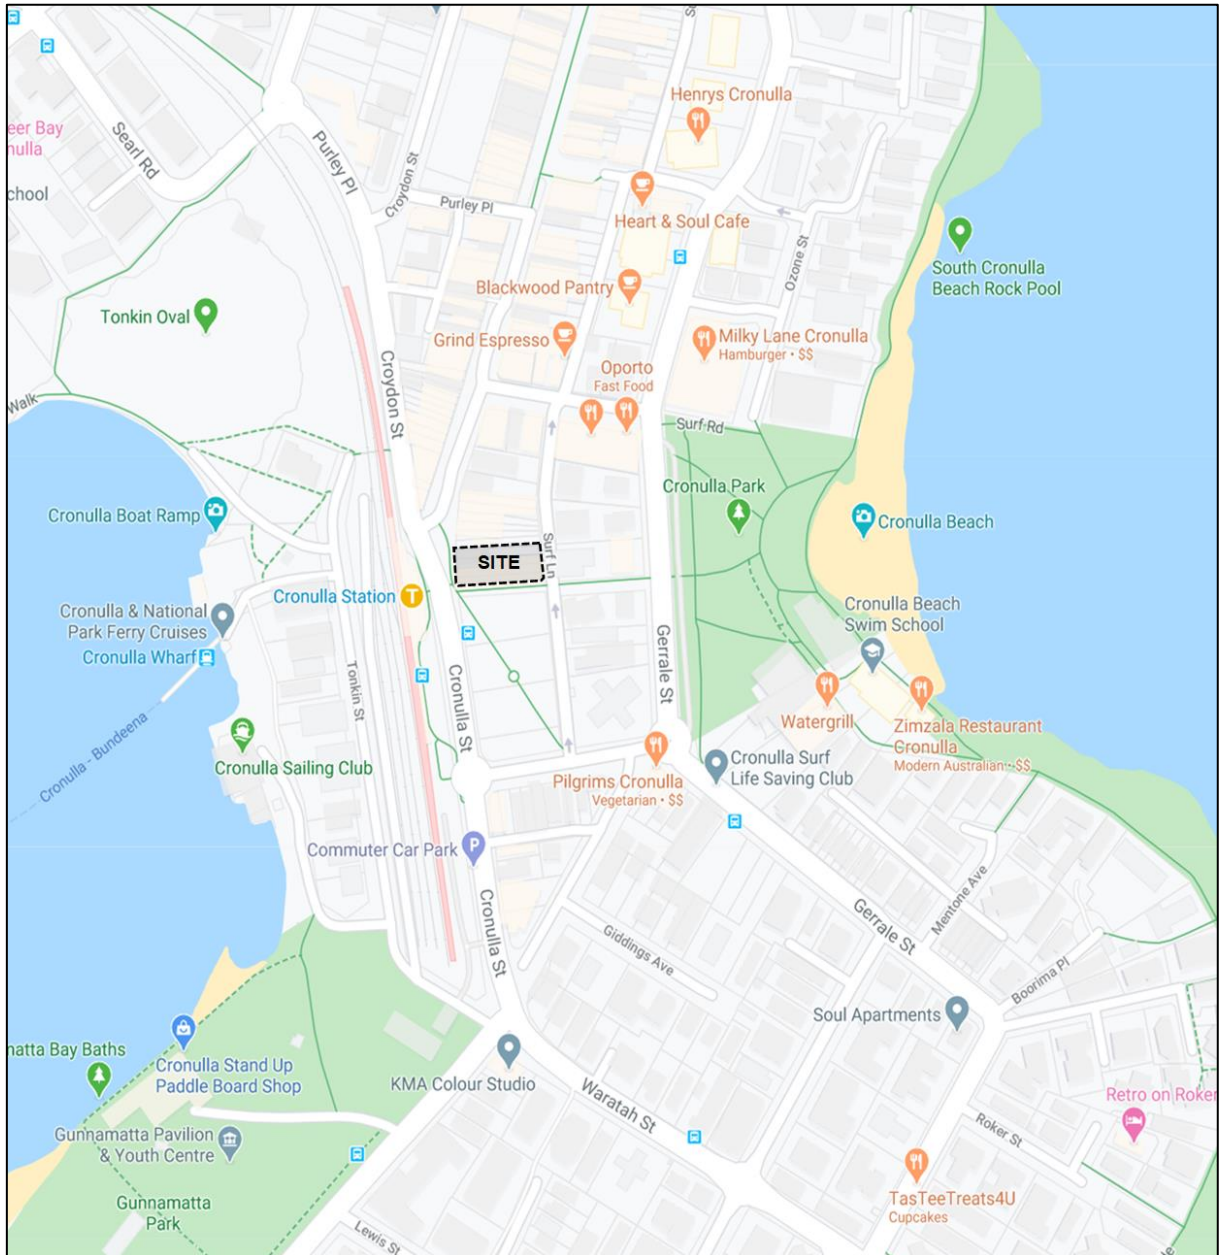 Henrys Cronulla
eer Bay
nulla
Searl Rd
Purley Pl
chool
Croydon St
Purley Pl
Heart & Soul Cafe
Ozone St
South Cronulla
Beach Rock Pool
Blackwood Pantry
Tonkin Oval
Grind Espresso
Milky Lane Cronulla
Hamburger • $$
Oporto
Fast Food
Croydon St
Walk
Surf Rd
Cronulla Park
Cronulla Boat Ramp
Cronulla Beach
SITE
Surf Ln
Cronulla Station
T
Cronulla & National
Park Ferry Cruises
Cronulla Beach
Swim School
Cronulla Wharf
Gerrale St
Tonkin St
Cronulla St
Watergrill
Zimzala Restaurant
Cronulla
Modern Australian • $$
Cronulla - Bundeena
Cronulla Sailing Club
Pilgrims Cronulla
Vegetarian • $$
Cronulla Surf
Life Saving Club
Commuter Car Park
P
Mentone Ave
Cronulla St
Gerrale St
Giddings Ave
Boorima Pl
Soul Apartments
natta Bay Baths
Cronulla Stand Up
Paddle Board Shop
KMA Colour Studio
Waratah St
Retro on Roker
Roker St
Gunnamatta Pavilion
& Youth Centre
TasTeeTreats4U
Cupcakes
Gunnamatta
Park
Lewis St